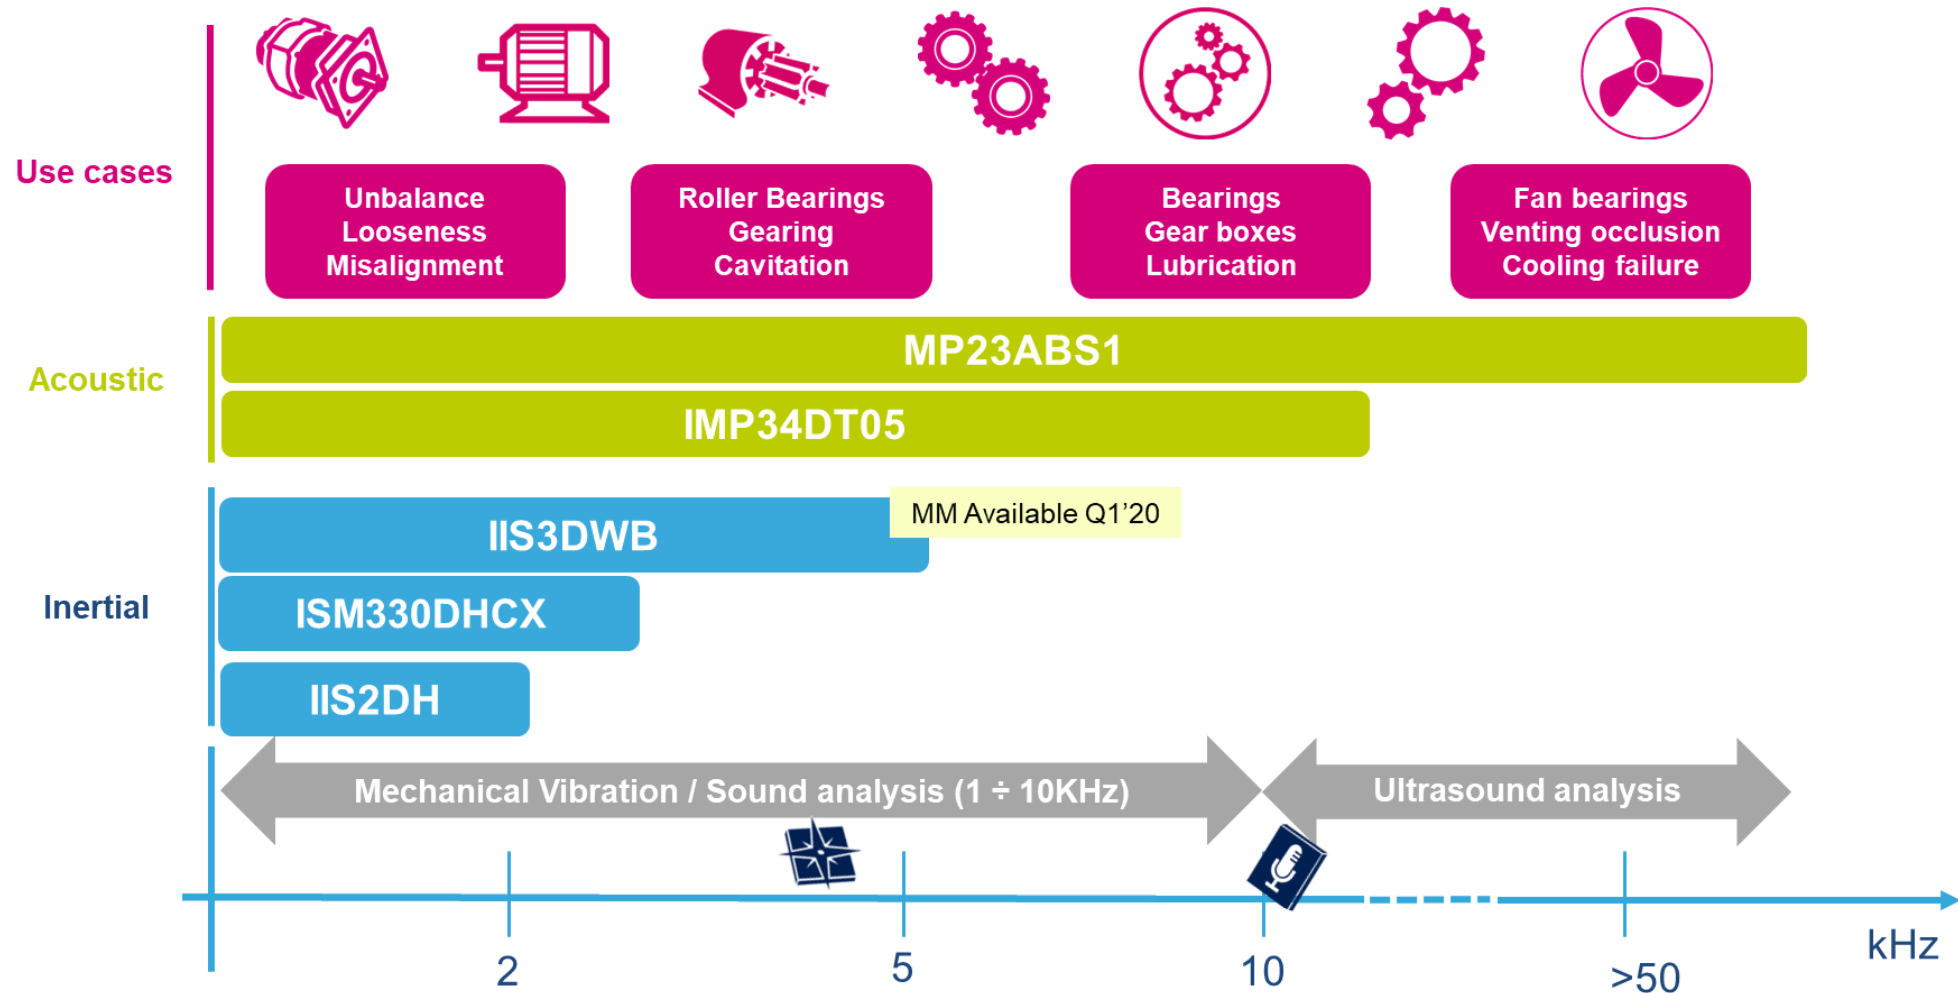 Use cases
Unbalance
Looseness
Misalignment
Roller Bearings
Gearing
Cavitation
Bearings
Gear boxes
Lubrication
Fan bearings
Venting occlusion
Cooling failure
Acoustic
MP23ABS1
IMP34DT05
Inertial
IIS3DWB
MM Available Q1’20
ISM330DHCX
IIS2DH
Mechanical Vibration / Sound analysis (1 ÷ 10KHz)
Ultrasound analysis
2
5
10
>50
kHz